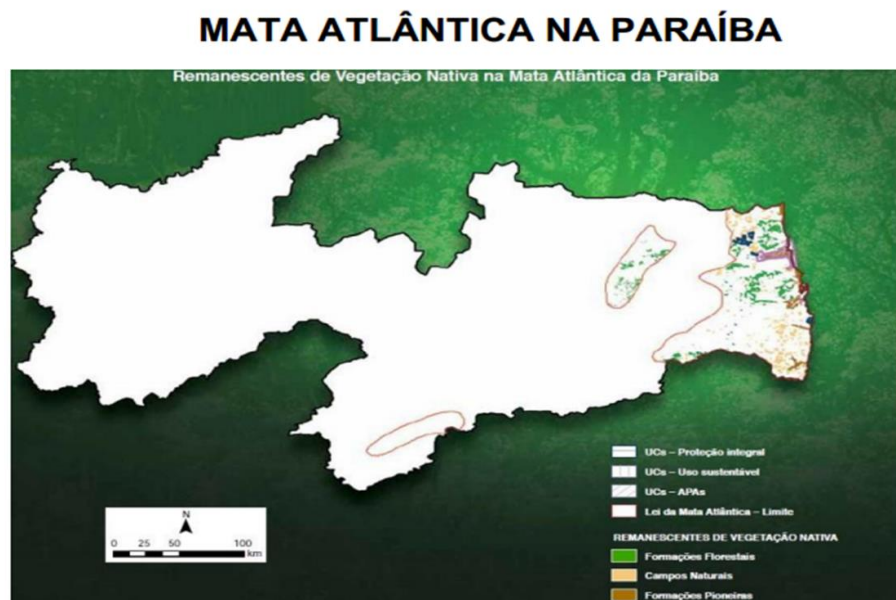 MATA ATLÂNTICA NA PARAÍBA
Remanescentes de Vegetação Nativa na Mata Atlântica da Paraíba
UCs – Proteção integral
UCs – Uso sustentável
UCs – APAs
Lei da Mata Atlântica – Limite
REMANESCENTES DE VEGETAÇÃO NATIVA
Formações Florestais
Campos Naturais
Formações Pioneiras
N
0 25 50 100
km